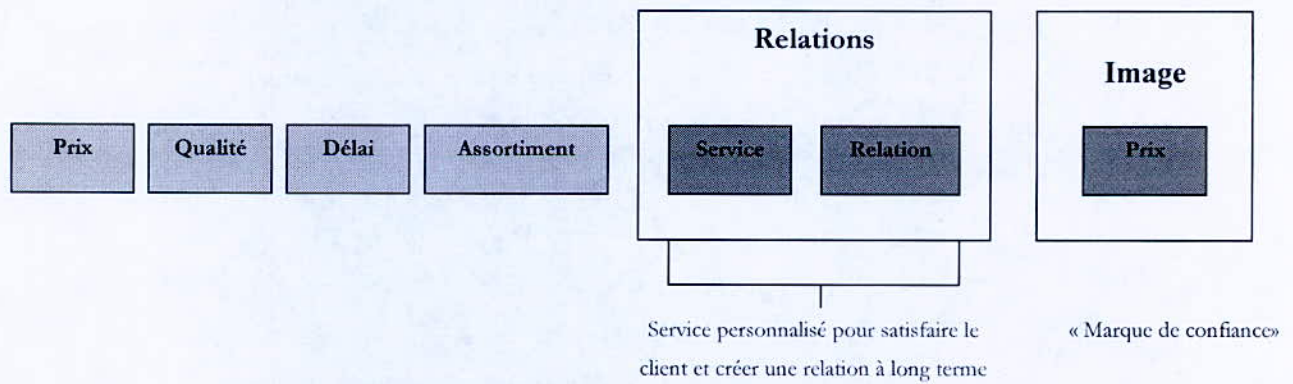 Relations
Image
Prix
Qualité
Délai
Assortiment
Service
Relation
Prix
Service personnalisé pour satisfaire le
client et créer une relation à long terme
« Marque de confiance»